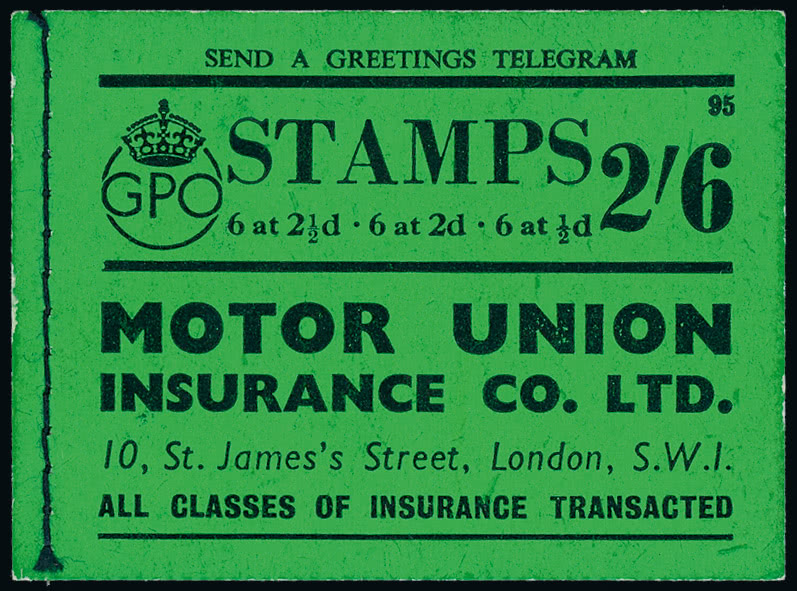 SEND A GREETINGS TELEGRAM
95
GPO
STAMPS 2/6
6 at 2½d · 6 at 2d · 6 at ½d
MOTOR UNION
INSURANCE CO. LTD.
10, St. James's Street, London, S.W.1.
ALL CLASSES OF INSURANCE TRANSACTED